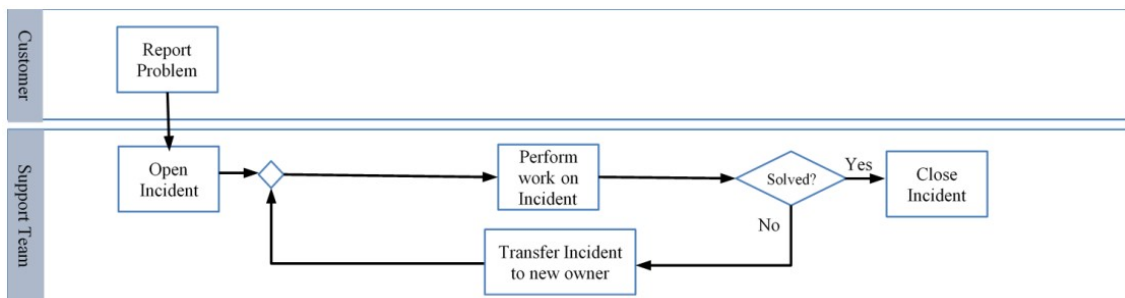 Customer
Report
Problem
Support Team
Open
Incident
Perform
work on
Incident
Solved?
Yes
Close
Incident
No
Transfer Incident
to new owner